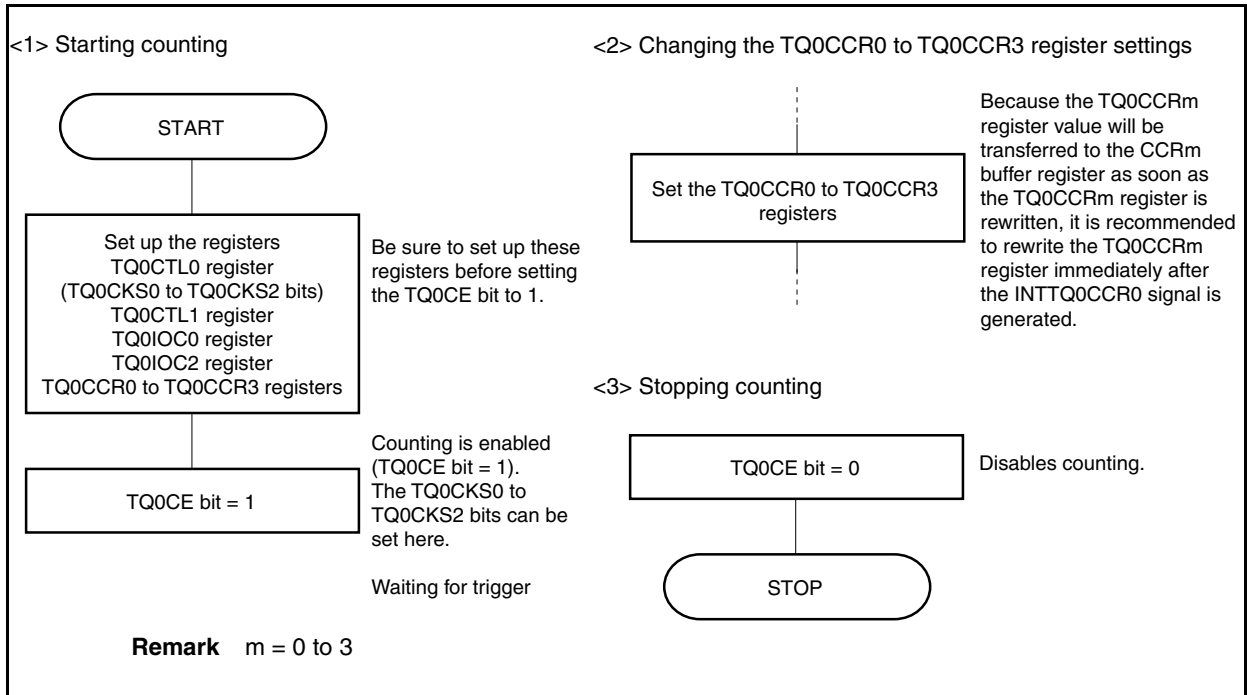 <1> Starting counting
START
Set up the registers
TQ0CTL0 register
(TQ0CKS0 to TQ0CKS2 bits)
TQ0CTL1 register
TQ0IOC0 register
TQ0IOC2 register
TQ0CCR0 to TQ0CCR3 registers
Be sure to set up these
registers before setting
the TQ0CE bit to 1.
TQ0CE bit = 1
Counting is enabled
(TQ0CE bit = 1).
The TQ0CKS0 to
TQ0CKS2 bits can be
set here.
Waiting for trigger
<2> Changing the TQ0CCR0 to TQ0CCR3 register settings
Set the TQ0CCR0 to TQ0CCR3
registers
Because the TQ0CCRm
register value will be
transferred to the CCRm
buffer register as soon as
the TQ0CCRm register is
rewritten, it is recommended
to rewrite the TQ0CCRm
register immediately after
the INTTQ0CCR0 signal is
generated.
<3> Stopping counting
TQ0CE bit = 0
Disables counting.
STOP
Remark m = 0 to 3